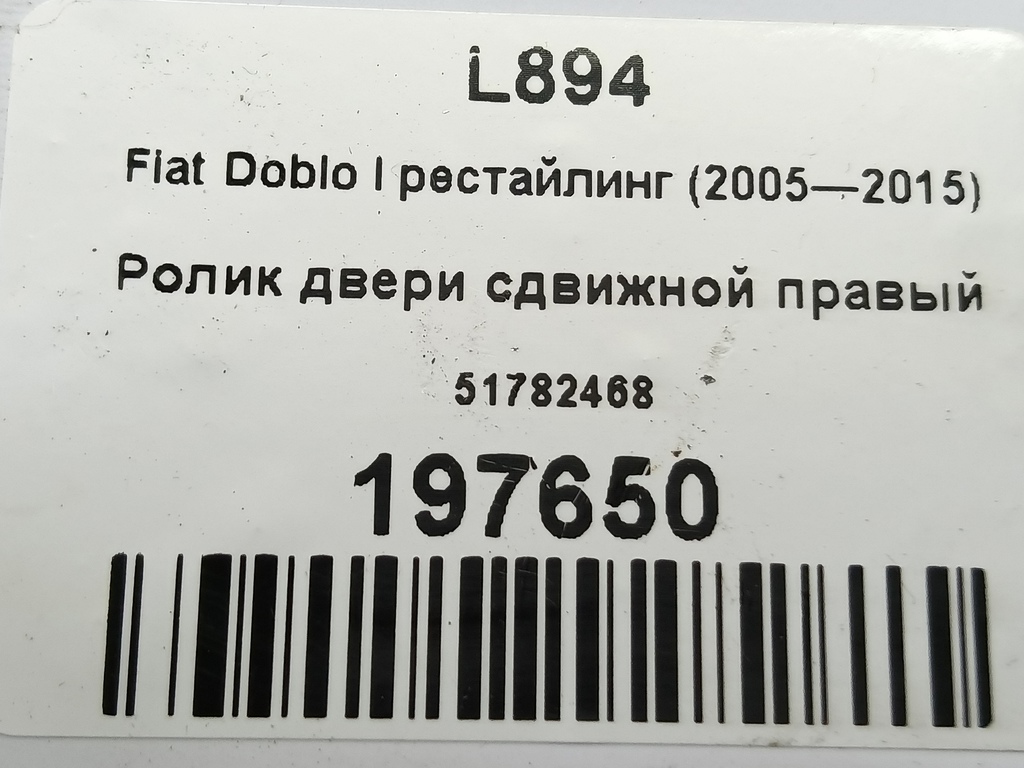 L894
Fiat Doblo I рестайлинг (2005—2015)
Ролик двери сдвижной правый
51782468
197650